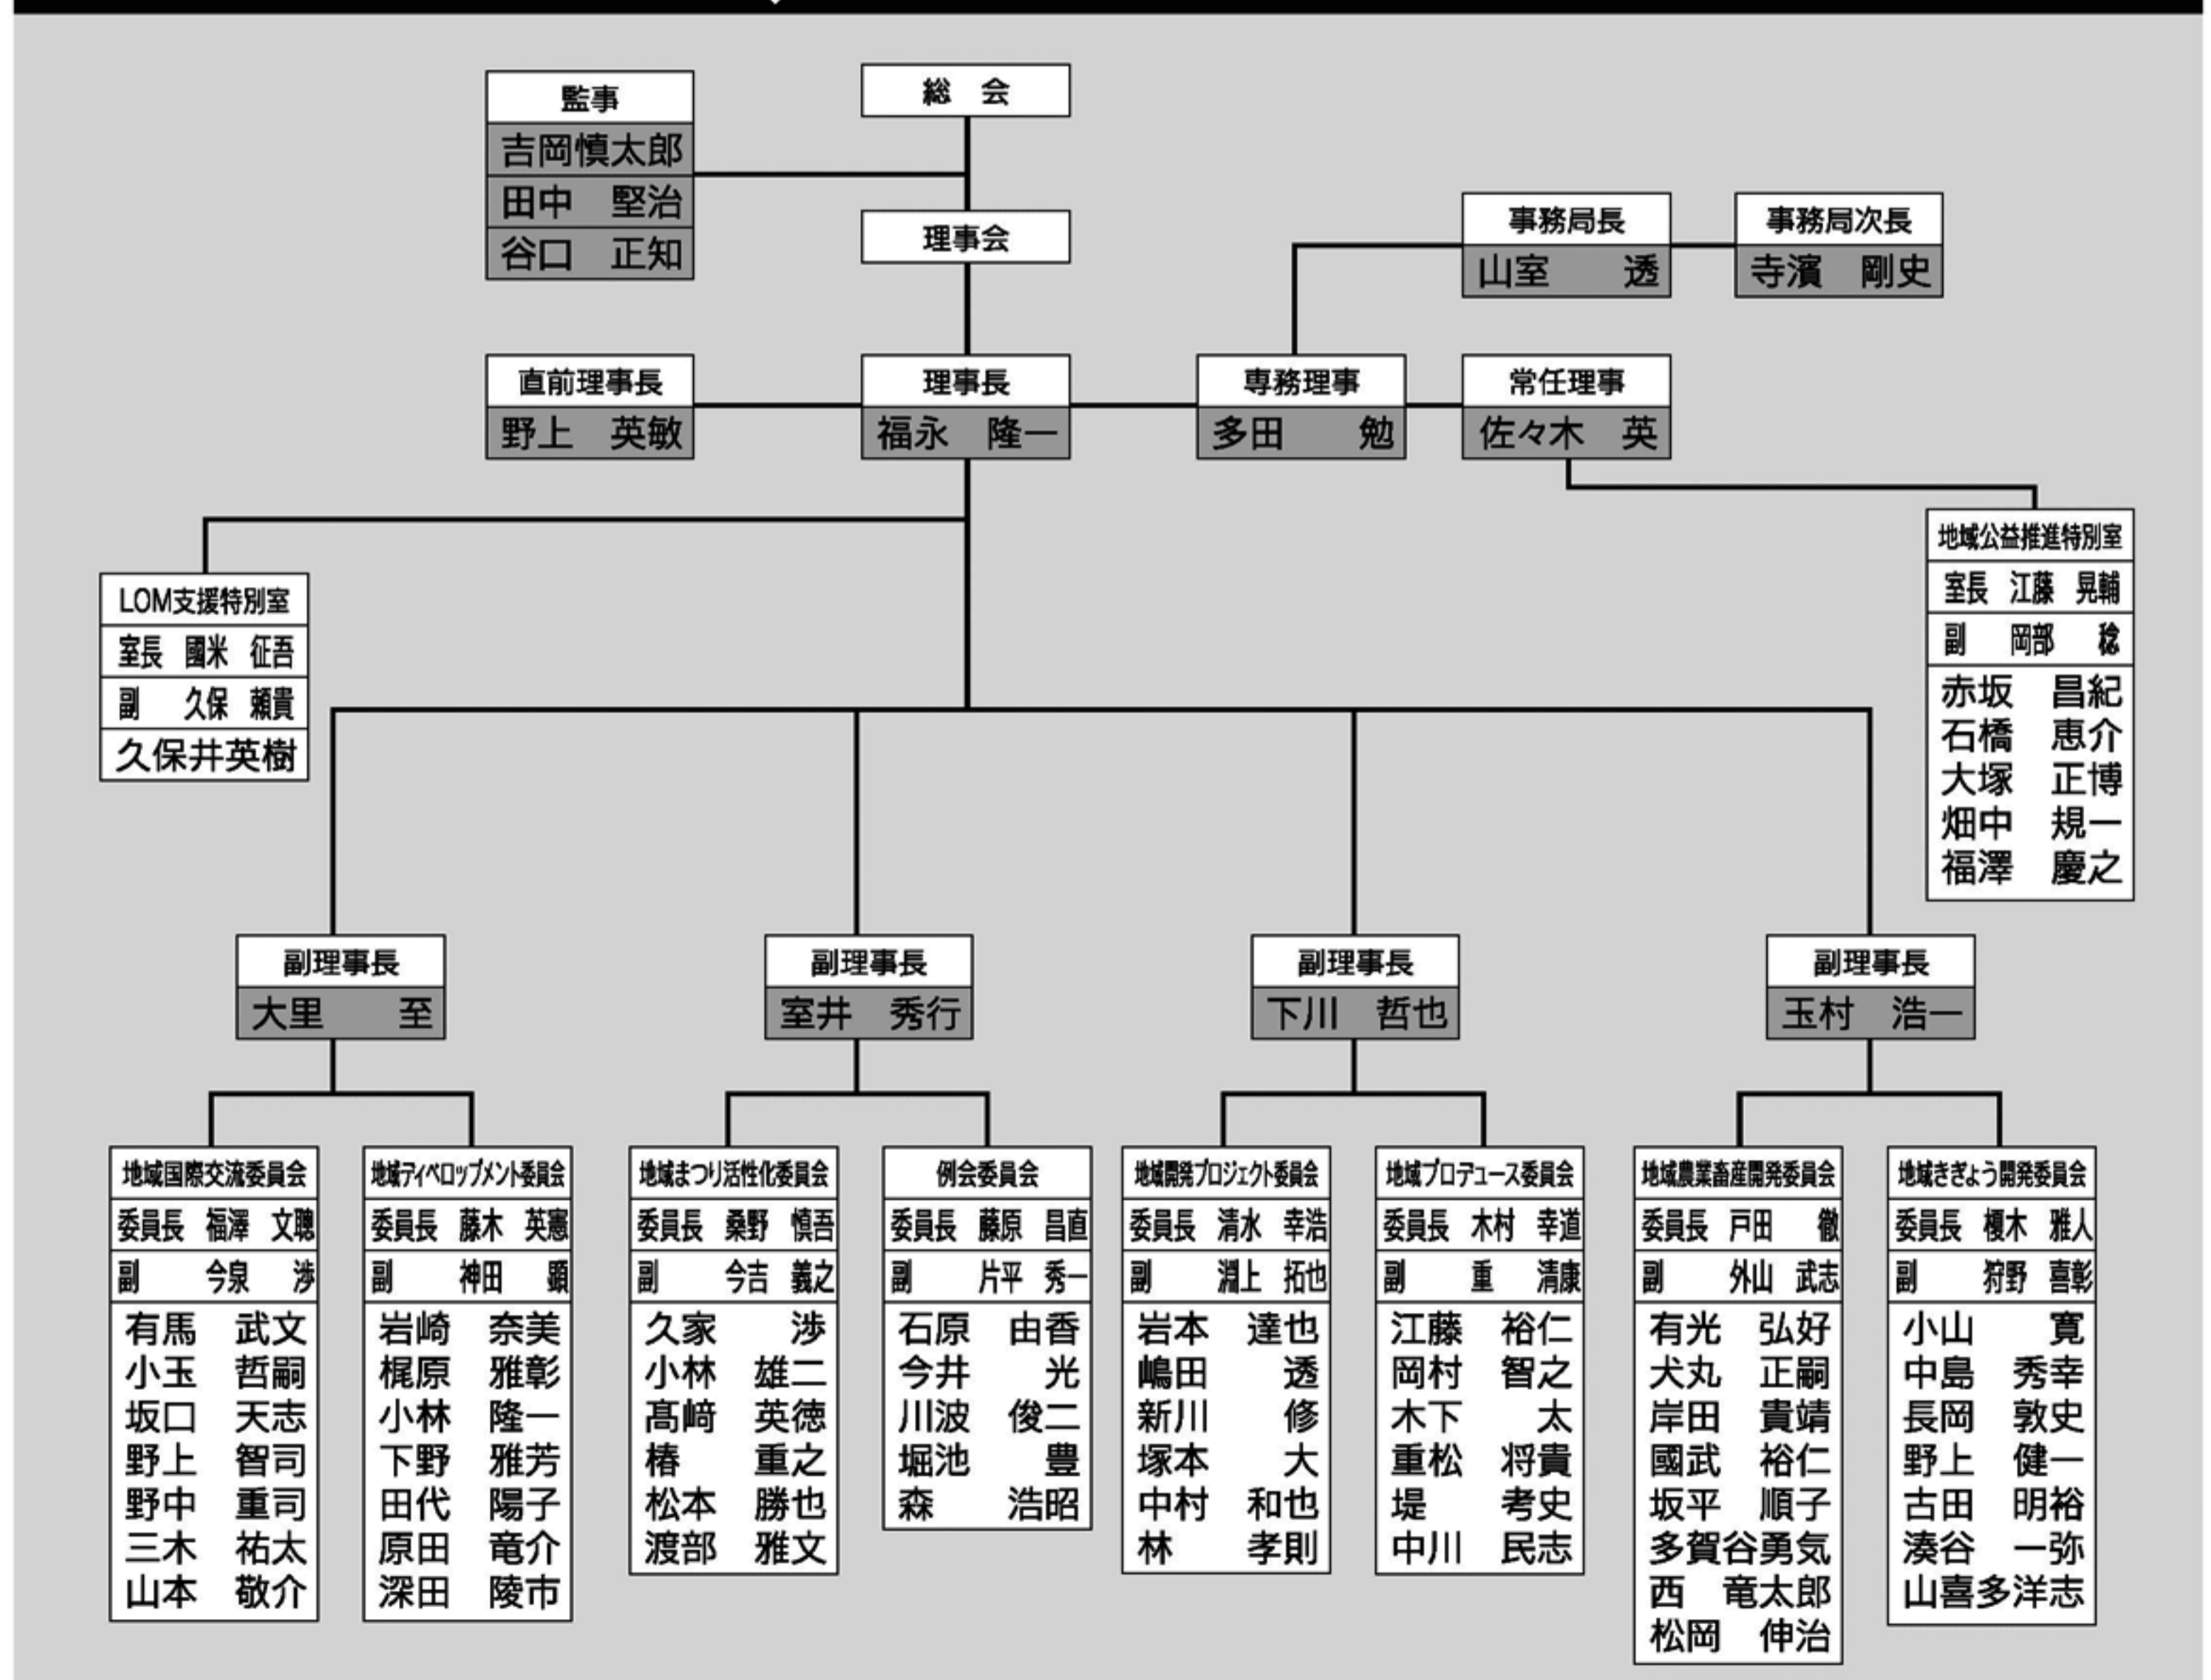 総　会
監事
吉岡慎太郎
田中　堅治
谷口　正知
理事会
事務局長
山室　　透
事務局次長
寺濱　剛史
直前理事長
野上　英敏
理事長
福永　隆一
専務理事
多田　　勉
常任理事
佐々木　英
地域公益推進特別室
室長　江藤　晃輔
副　　岡部　　稔
赤坂　昌紀
石橋　恵介
大塚　正博
畑中　規一
福澤　慶之
LOM支援特別室
室長　國米　征吾
副　　久保　頼貴
久保井英樹
副理事長
大里　　至
副理事長
室井　秀行
副理事長
下川　哲也
副理事長
玉村　浩一
地域国際交流委員会
委員長　福澤　文聰
副　　　今泉　　渉
有馬　武文
小玉　哲嗣
坂口　天志
野上　智司
野中　重司
三木　祐太
山本　敬介
地域ディベロップメント委員会
委員長　藤木　英憲
副　　　神田　　顕
岩崎　奈美
梶原　雅彰
小林　隆一
下野　雅芳
田代　陽子
原田　竜介
深田　陵市
地域まつり活性化委員会
委員長　桑野　慎吾
副　　　今吉　義之
久家　　渉
小林　雄二
髙﨑　英徳
椿　　重之
松本　勝也
渡部　雅文
例会委員会
委員長　藤原　昌直
副　　　片平　秀一
石原　由香
今井　　光
川波　俊二
堀池　　豊
森　　浩昭
地域開発プロジェクト委員会
委員長　清水　幸浩
副　　　淵上　拓也
岩本　達也
嶋田　　透
新川　　修
塚本　　大
中村　和也
林　　孝則
地域プロデュース委員会
委員長　木村　幸道
副　　　重　　清康
江藤　裕仁
岡村　智之
木下　　太
重松　将貴
堤　　考史
中川　民志
地域農業畜産開発委員会
委員長　戸田　　徹
副　　　外山　武志
有光　弘好
犬丸　正嗣
岸田　貴靖
國武　裕仁
坂平　順子
多賀谷勇気
西　竜太郎
松岡　伸治
地域きぎょう開発委員会
委員長　榎木　雅人
副　　　狩野　喜彰
小山　　寛
中島　秀幸
長岡　敦史
野上　健一
古田　明裕
湊谷　一弥
山喜多洋志